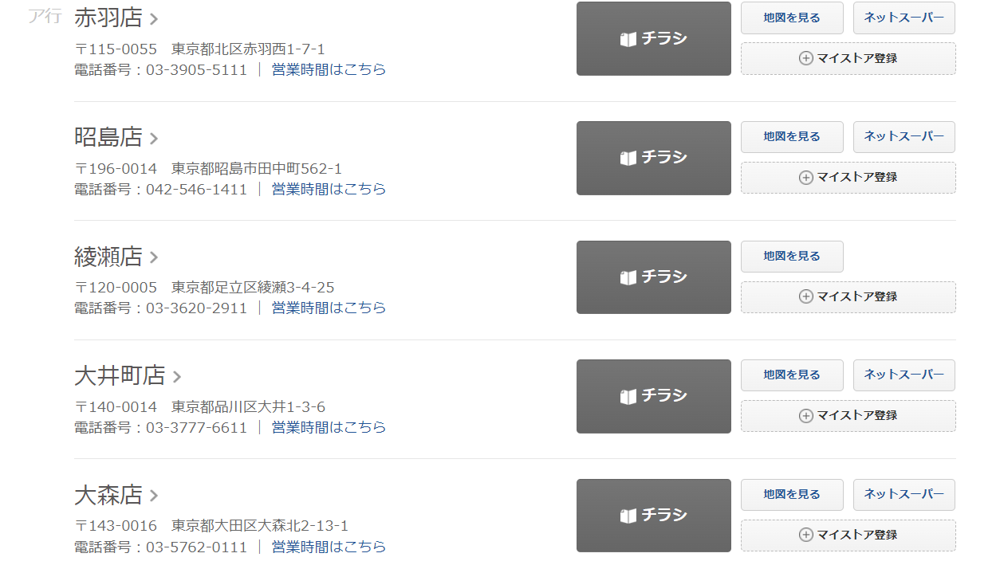 ア行
赤羽店
〒115-0055　東京都北区赤羽西1-7-1
電話番号：03-3905-5111 ｜ 営業時間はこちら
チラシ
地図を見る
ネットスーパー
マイストア登録
昭島店
〒196-0014　東京都昭島市田中町562-1
電話番号：042-546-1411 ｜ 営業時間はこちら
チラシ
地図を見る
ネットスーパー
マイストア登録
綾瀬店
〒120-0005　東京都足立区綾瀬3-4-25
電話番号：03-3620-2911 ｜ 営業時間はこちら
チラシ
地図を見る
マイストア登録
大井町店
〒140-0014　東京都品川区大井1-3-6
電話番号：03-3777-6611 ｜ 営業時間はこちら
チラシ
地図を見る
ネットスーパー
マイストア登録
大森店
〒143-0016　東京都大田区大森北2-13-1
電話番号：03-5762-0111 ｜ 営業時間はこちら
チラシ
地図を見る
ネットスーパー
マイストア登録